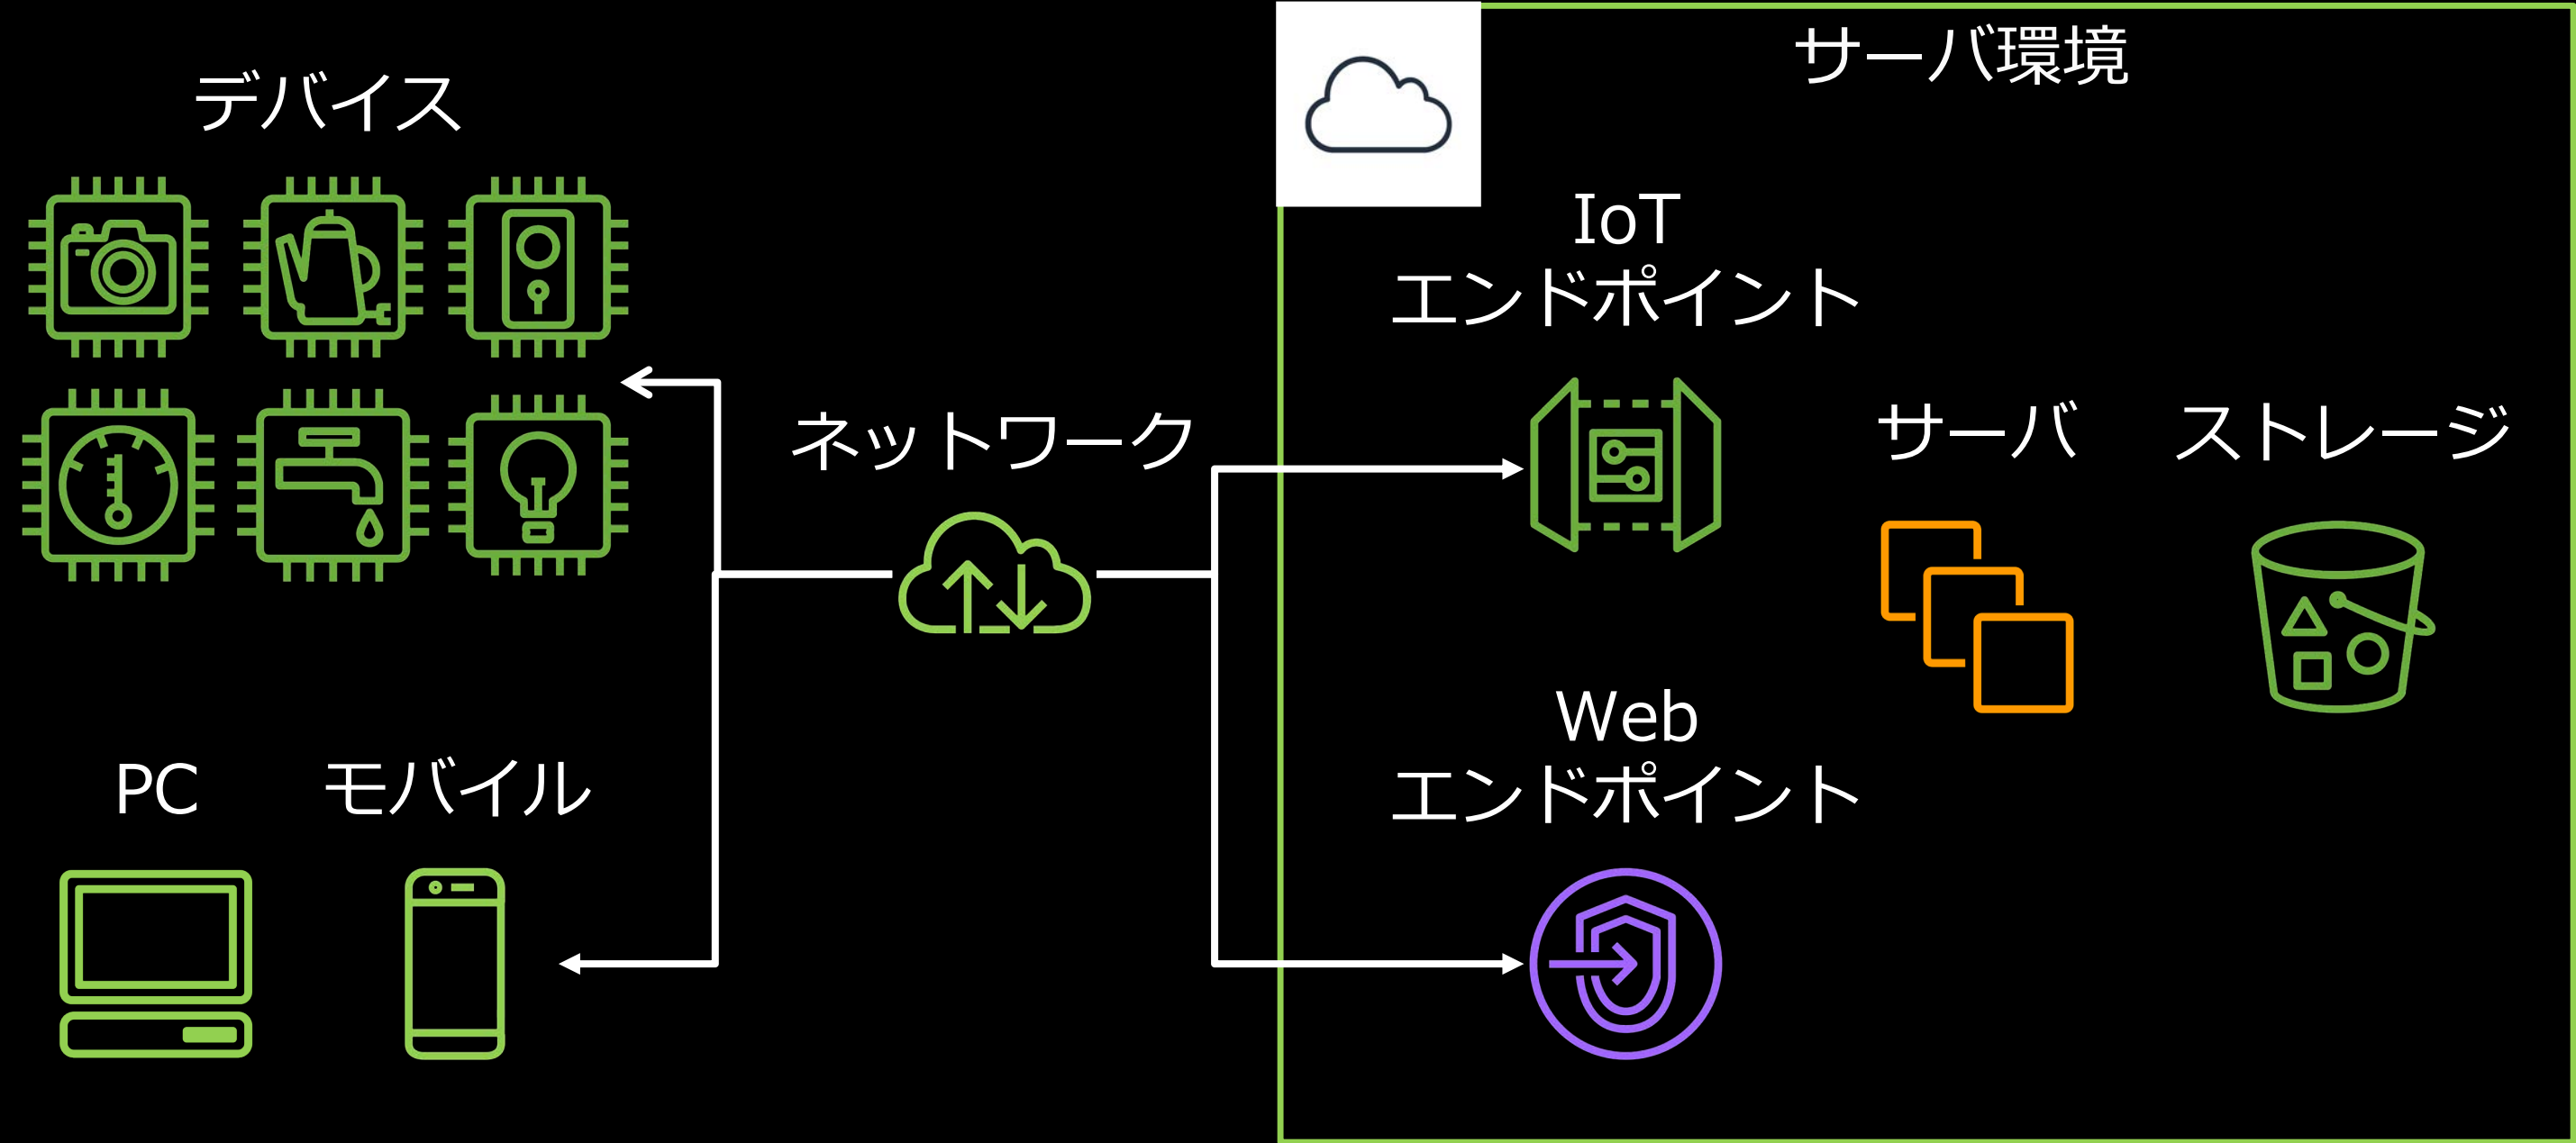 デバイス
ネットワーク
PC
モバイル
サーバ環境
IoT
エンドポイント
サーバ
ストレージ
Web
エンドポイント